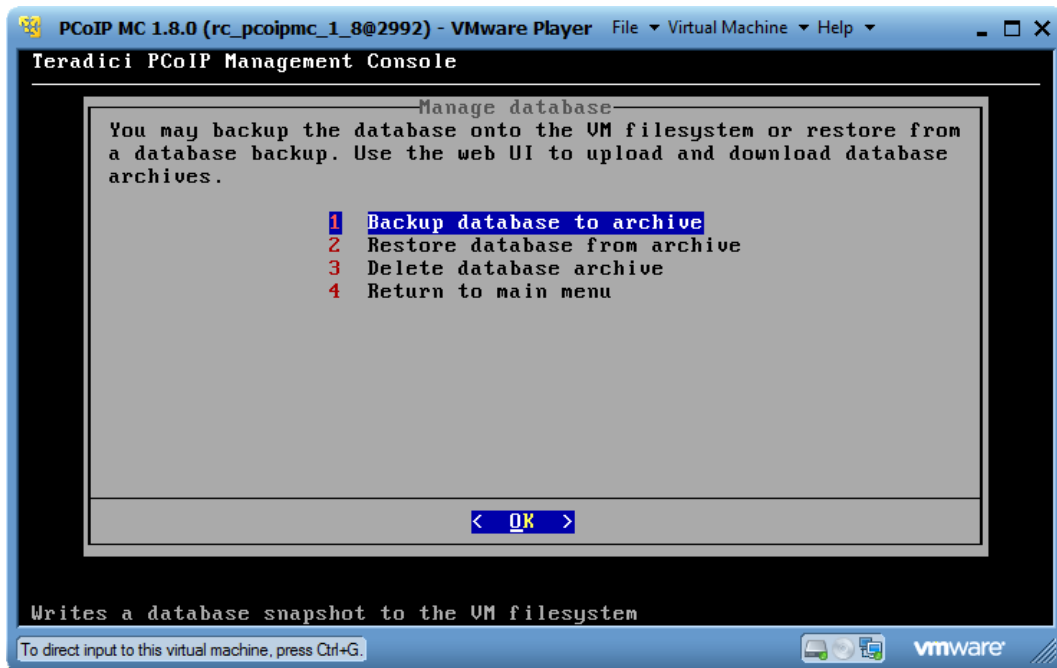 PCoIP MC 1.8.0 (rc_pcoipmc_1_8@2992) - VMware Player File Virtual Machine Help
Teradici PCoIP Management Console
Manage database
You may backup the database onto the VM filesystem or restore from
a database backup. Use the web UI to upload and download database
archives.
1 Backup database to archive
2 Restore database from archive
3 Delete database archive
4 Return to main menu
< OK >
Writes a database snapshot to the VM filesystem
To direct input to this virtual machine, press Ctrl+G. vmware